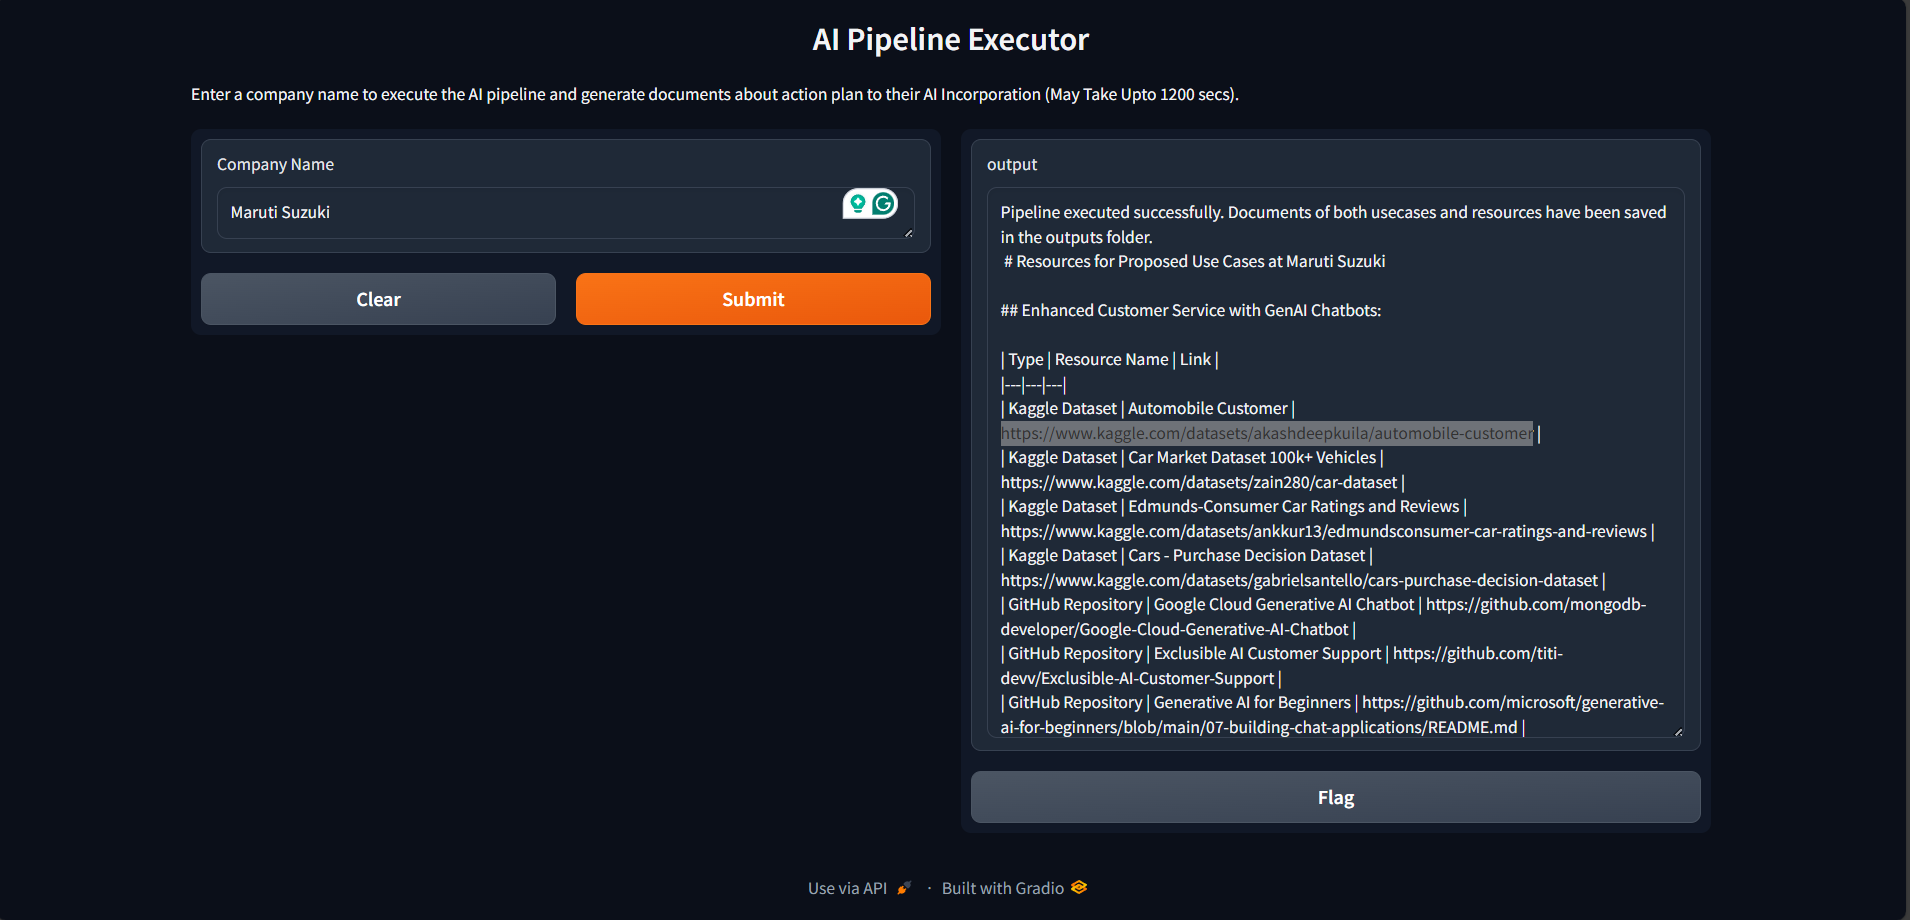 AI Pipeline Executor
Enter a company name to execute the AI pipeline and generate documents about action plan to their AI Incorporation (May Take Upto 1200 secs).
Company Name
Maruti Suzuki
Clear
Submit
output
Pipeline executed successfully. Documents of both usecases and resources have been saved
in the outputs folder.
# Resources for Proposed Use Cases at Maruti Suzuki
## Enhanced Customer Service with GenAI Chatbots:
| Type | Resource Name | Link |
|---|---|---|
| Kaggle Dataset | Automobile Customer |
https://www.kaggle.com/datasets/akashdeepkuila/automobile-customer |
| Kaggle Dataset | Car Market Dataset 100k+ Vehicles |
https://www.kaggle.com/datasets/zain280/car-dataset |
| Kaggle Dataset | Edmunds-Consumer Car Ratings and Reviews |
https://www.kaggle.com/datasets/ankkur13/edmundsconsumer-car-ratings-and-reviews |
| Kaggle Dataset | Cars - Purchase Decision Dataset |
https://www.kaggle.com/datasets/gabrielsantello/cars-purchase-decision-dataset |
| GitHub Repository | Google Cloud Generative AI Chatbot | https://github.com/mongodb-
developer/Google-Cloud-Generative-AI-Chatbot |
| GitHub Repository | Exclusible AI Customer Support | https://github.com/titi-
devv/Exclusible-AI-Customer-Support |
| GitHub Repository | Generative AI for Beginners | https://github.com/microsoft/generative-
ai-for-beginners/blob/main/07-building-chat-applications/README.md |
Flag
Use via API · Built with Gradio